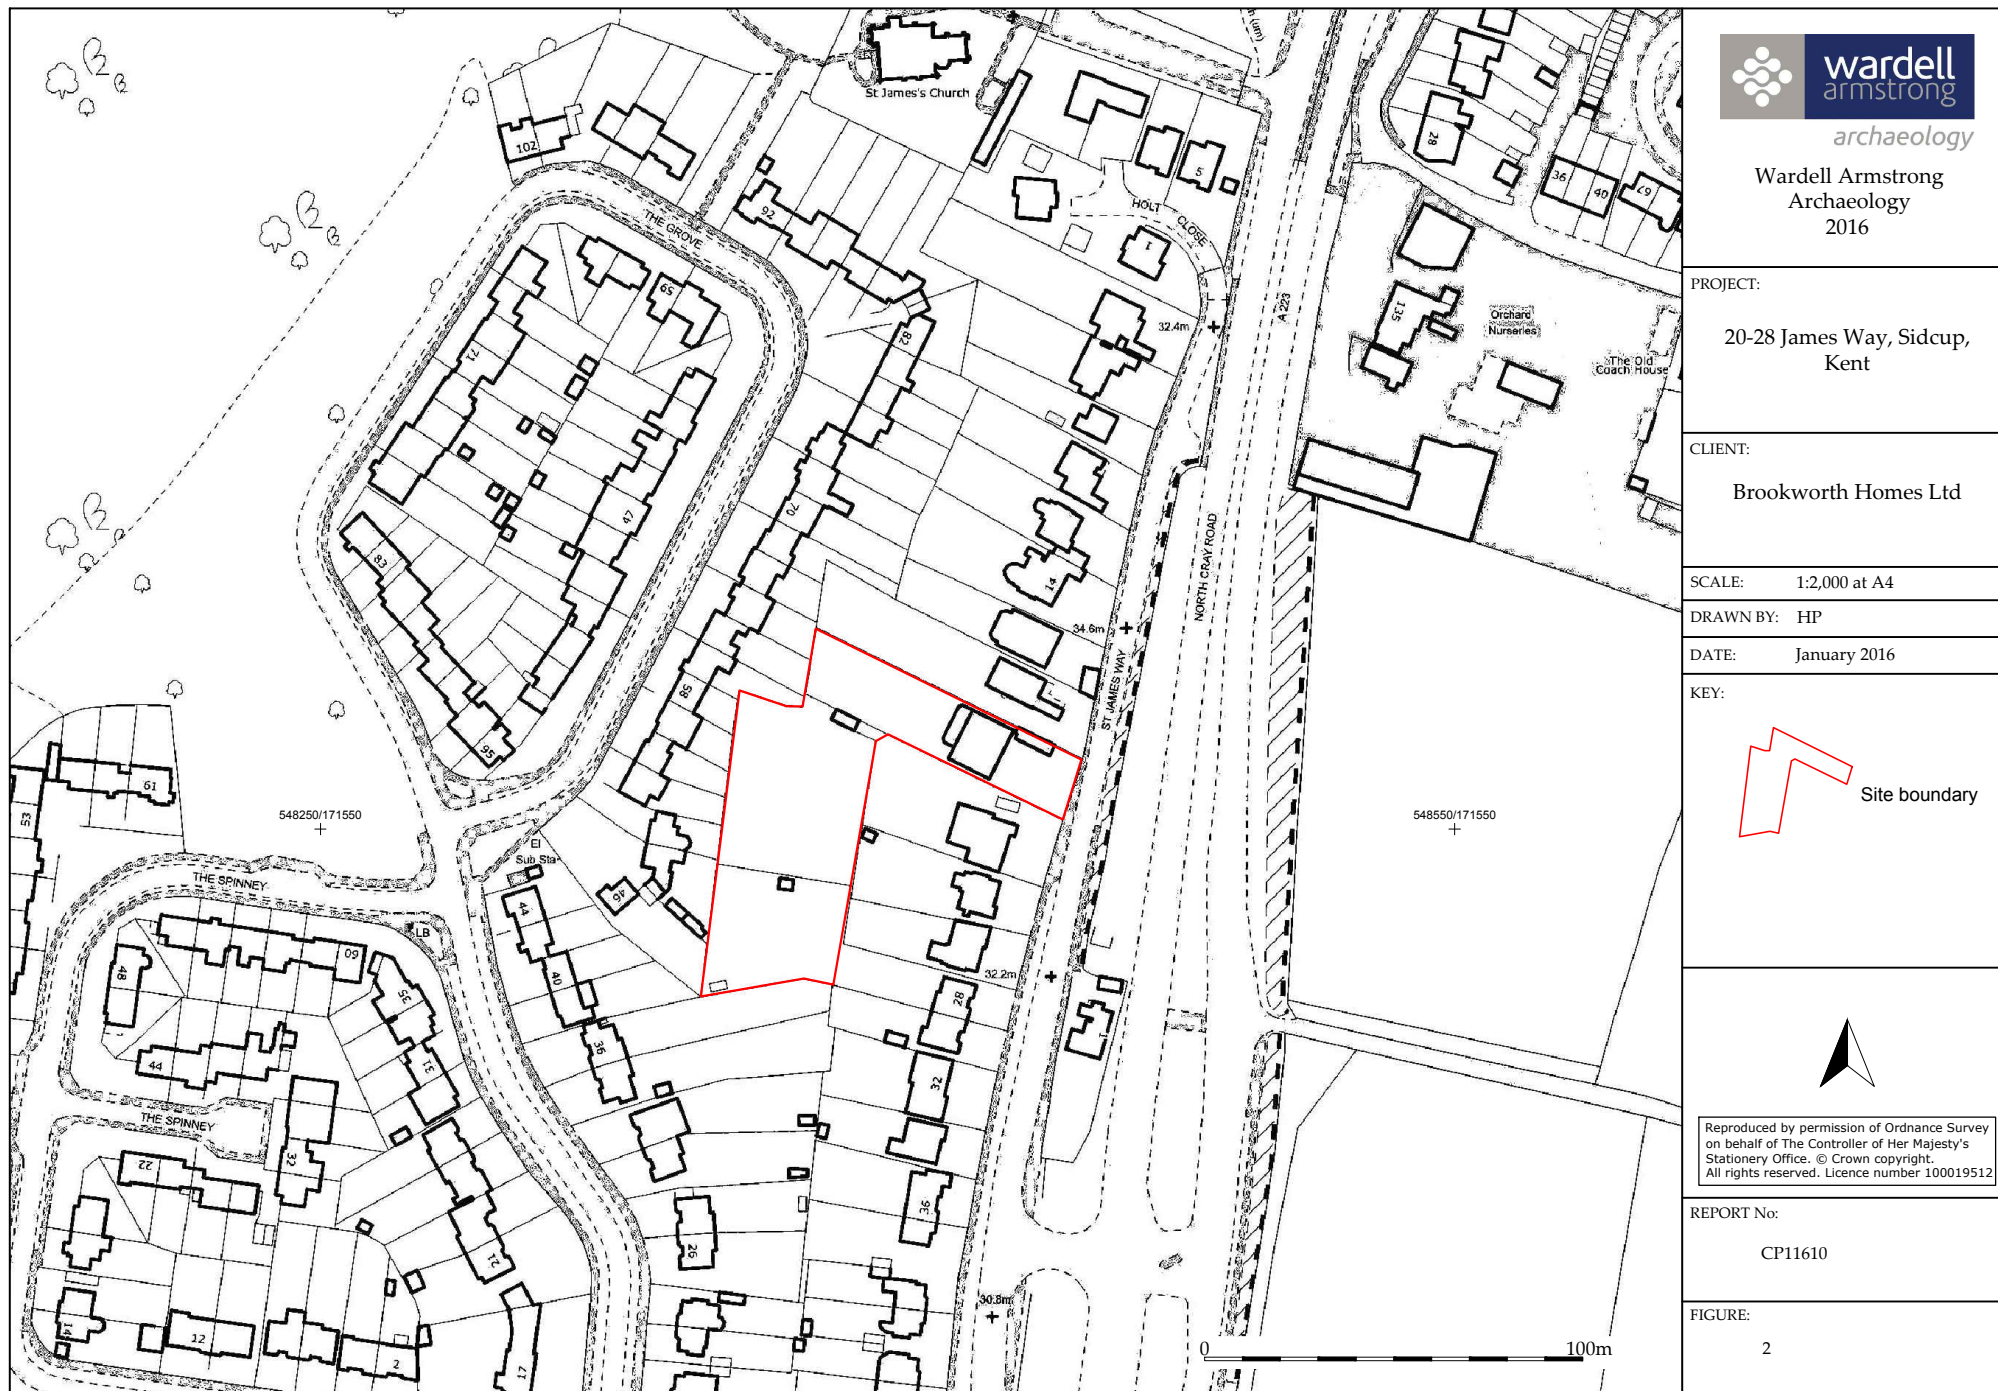 St James's Church
102
92
THE GROVE
59
71
82
47
70
83
58
95
HOLT
CLOSE
5
1
32.4m
A 223
28
36
40
67
135
Orchard
Nurseries
The Old
Coach House
14
34.6m
NORTH CRAY ROAD
ST JAMES WAY
61
53
548250/171550
548550/171550
El
Sub Sta
THE SPINNEY
44
46
LB
40
60
48
35
36
31
44
THE SPINNEY
32
22
21
26
14
12
2
17
32.2m
28
32
36
30.8m
0
100m
wardell
armstrong
archaeology
Wardell Armstrong
Archaeology
2016
PROJECT:
20-28 James Way, Sidcup,
Kent
CLIENT:
Brookworth Homes Ltd
SCALE: 1:2,000 at A4
DRAWN BY: HP
DATE: January 2016
KEY:
Site boundary
Reproduced by permission of Ordnance Survey
on behalf of The Controller of Her Majesty's
Stationery Office. © Crown copyright.
All rights reserved. Licence number 100019512
REPORT No:
CP11610
FIGURE:
2